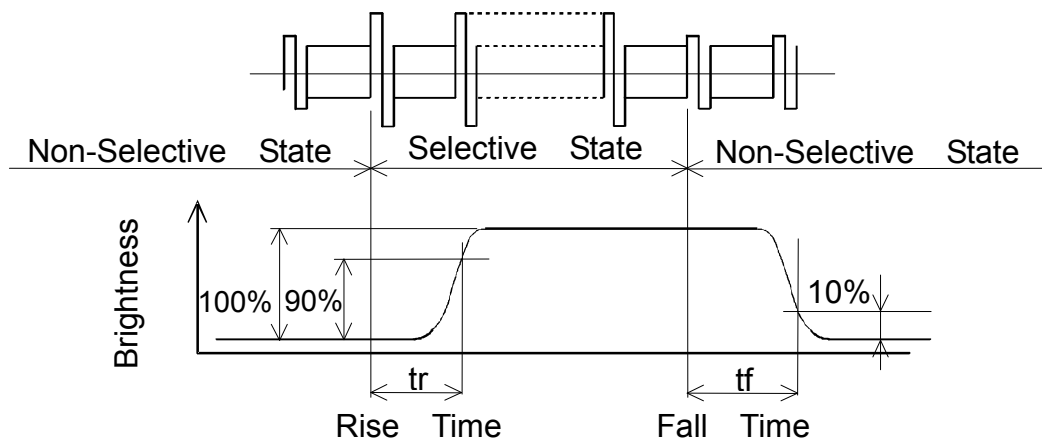 Non-Selective State Selective State Non-Selective State
Brightness
100% 90% 10%
tr tf
Rise Time Fall Time